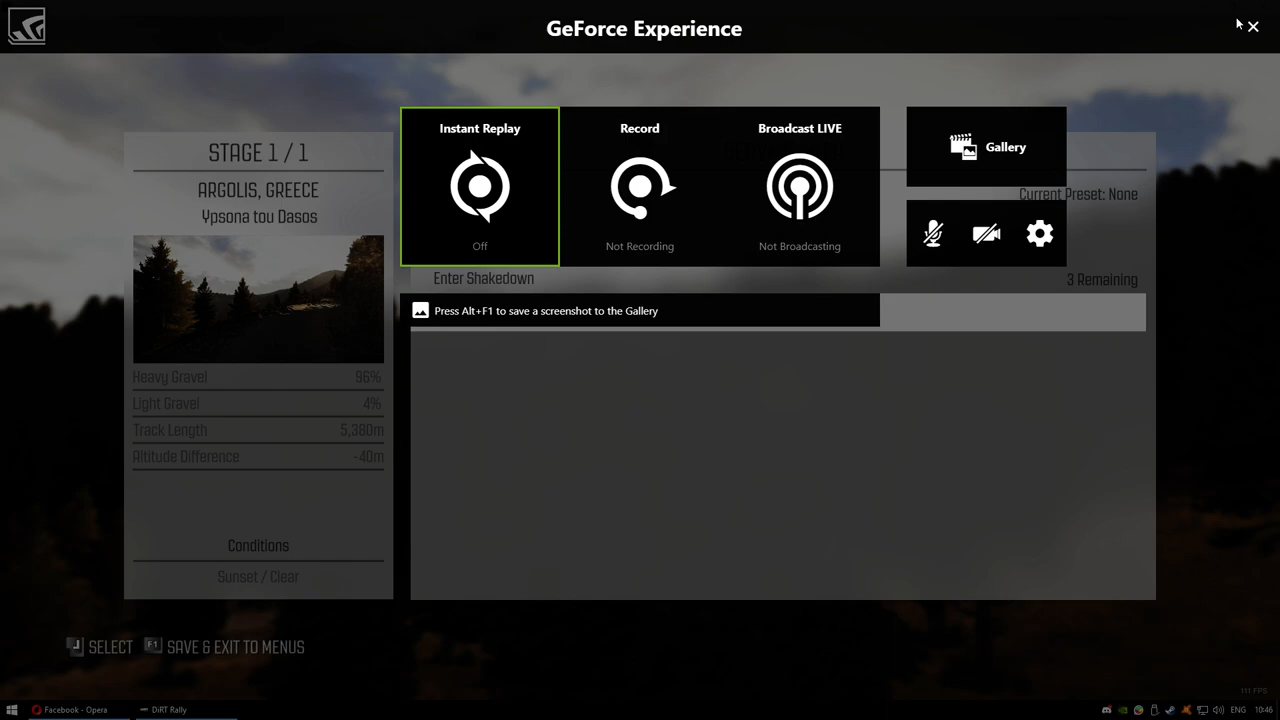 GeForce Experience
STAGE 1 / 1
ARGOLIS, GREECE
Ypsona tou Dasos
Heavy Gravel 96%
Light Gravel 4%
Track Length 5,380m
Altitude Difference -40m
Conditions
Sunset / Clear
Instant Replay
Off
Record
Not Recording
Broadcast LIVE
Not Broadcasting
Gallery
Current Preset: None
Enter Shakedown
3 Remaining
Press Alt+F1 to save a screenshot to the Gallery
SELECT F1 SAVE & EXIT TO MENUS
111 FPS
Facebook - Opera DiRT Rally ENG 10:46